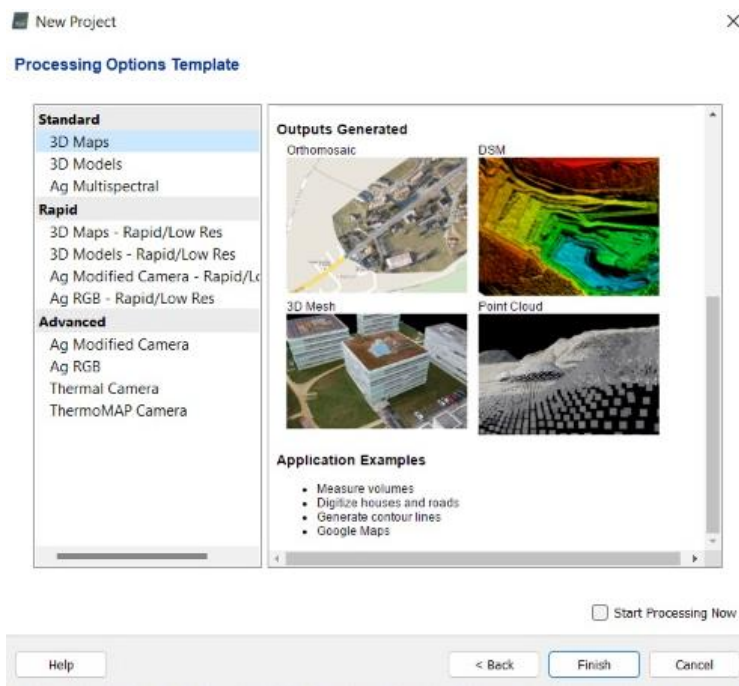 New Project
Processing Options Template
Standard
3D Maps
3D Models
Ag Multispectral
Rapid
3D Maps - Rapid/Low Res
3D Models - Rapid/Low Res
Ag Modified Camera - Rapid/Lo
Ag RGB - Rapid/Low Res
Advanced
Ag Modified Camera
Ag RGB
Thermal Camera
ThermoMAP Camera
Outputs Generated
Orthomosaic
DSM
3D Mesh
Point Cloud
Application Examples
• Measure volumes
• Digitize houses and roads
• Generate contour lines
• Google Maps
Start Processing Now
Help
< Back
Finish
Cancel